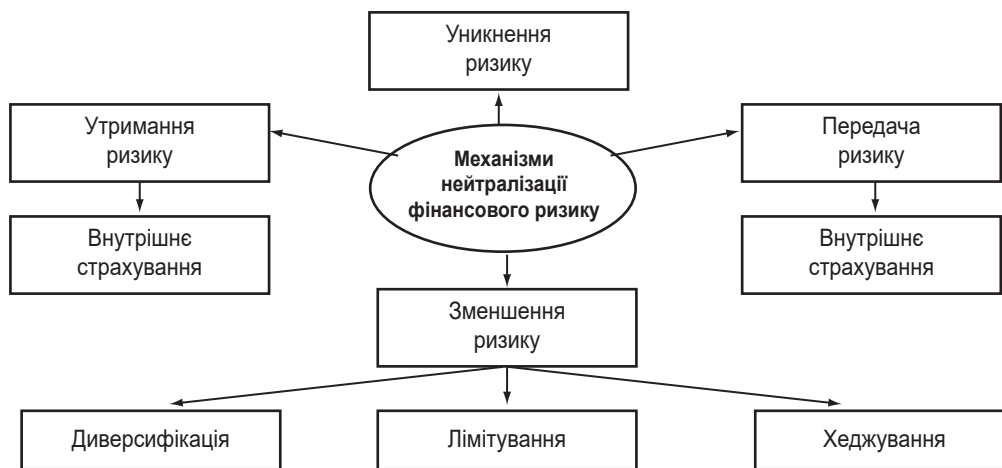 Уникнення
ризику
Утримання
ризику
Передача
ризику
Механізми
нейтралізації
фінансового ризику
Внутрішнє
страхування
Внутрішнє
страхування
Зменшення
ризику
Диверсифікація
Лімітування
Хеджування